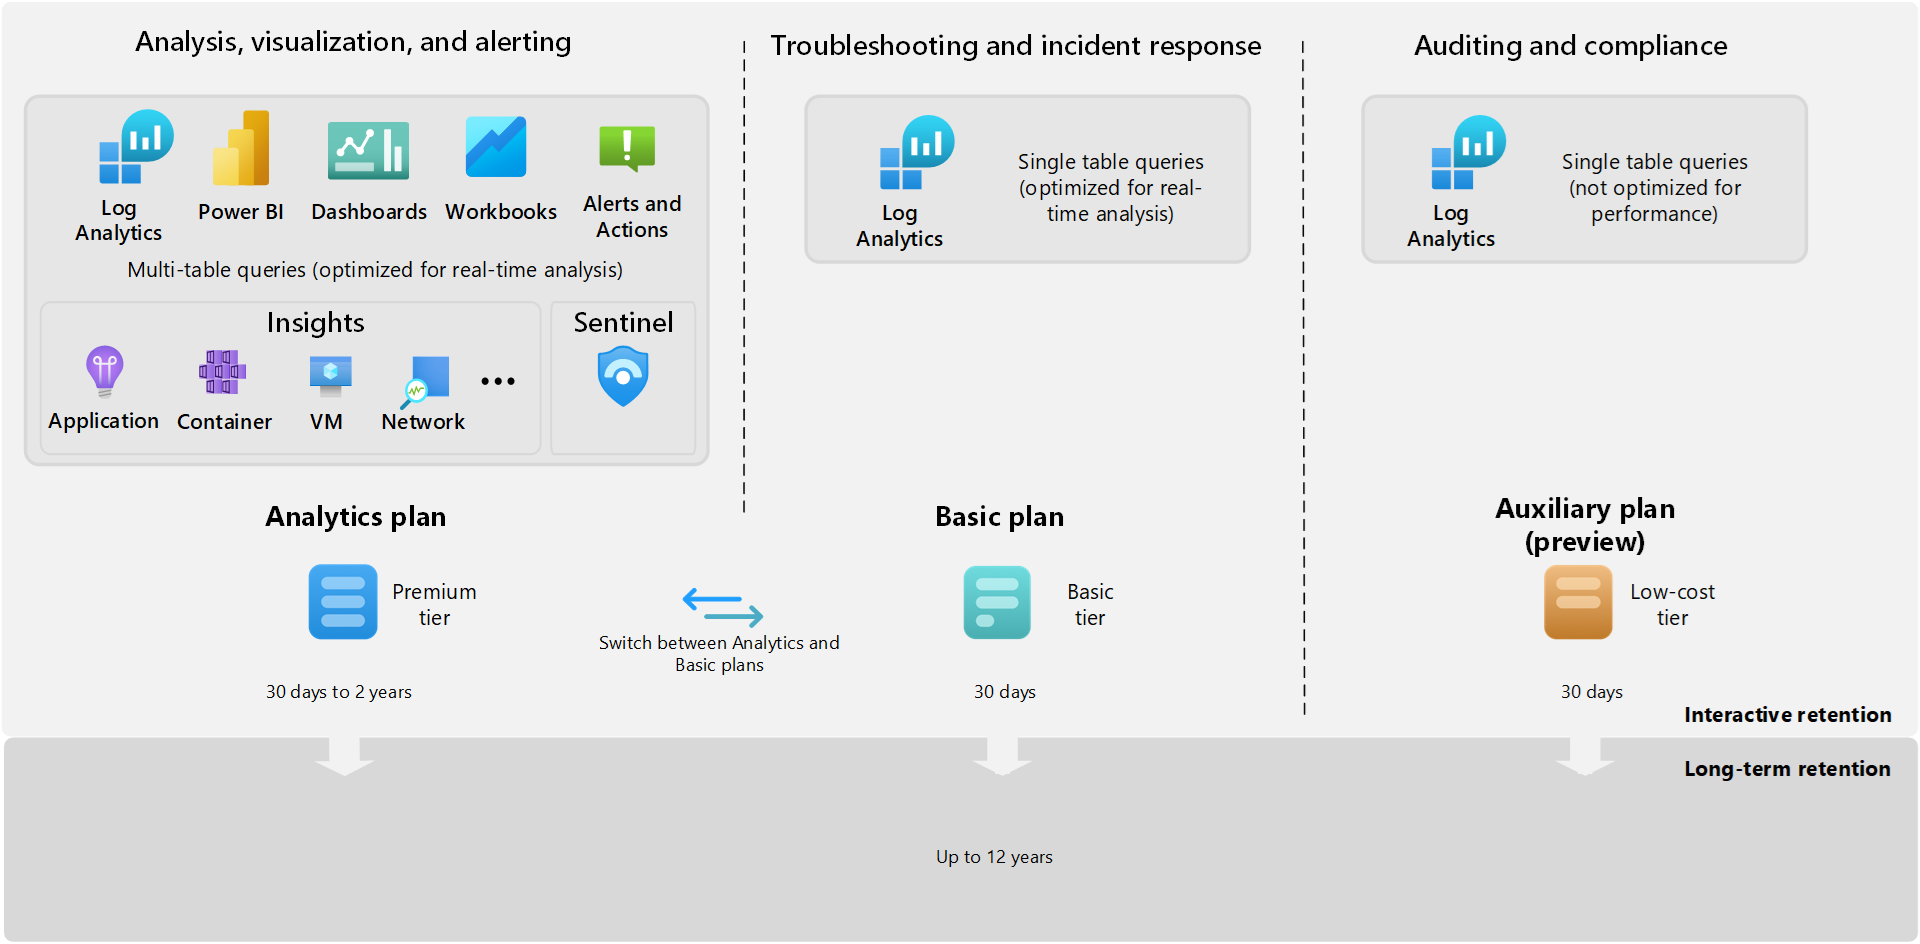 Analysis, visualization, and alerting
Log
Analytics
Power BI
Dashboards
Workbooks
Alerts and
Actions
Multi-table queries (optimized for real-time analysis)
Insights
Application
Container
VM
Network
...
Sentinel
Troubleshooting and incident response
Log
Analytics
Single table queries
(optimized for real-
time analysis)
Auditing and compliance
Log
Analytics
Single table queries
(not optimized for
performance)
Analytics plan
Premium
tier
30 days to 2 years
Switch between Analytics and
Basic plans
Basic plan
Basic
tier
30 days
Auxiliary plan
(preview)
Low-cost
tier
30 days
Interactive retention
Long-term retention
Up to 12 years